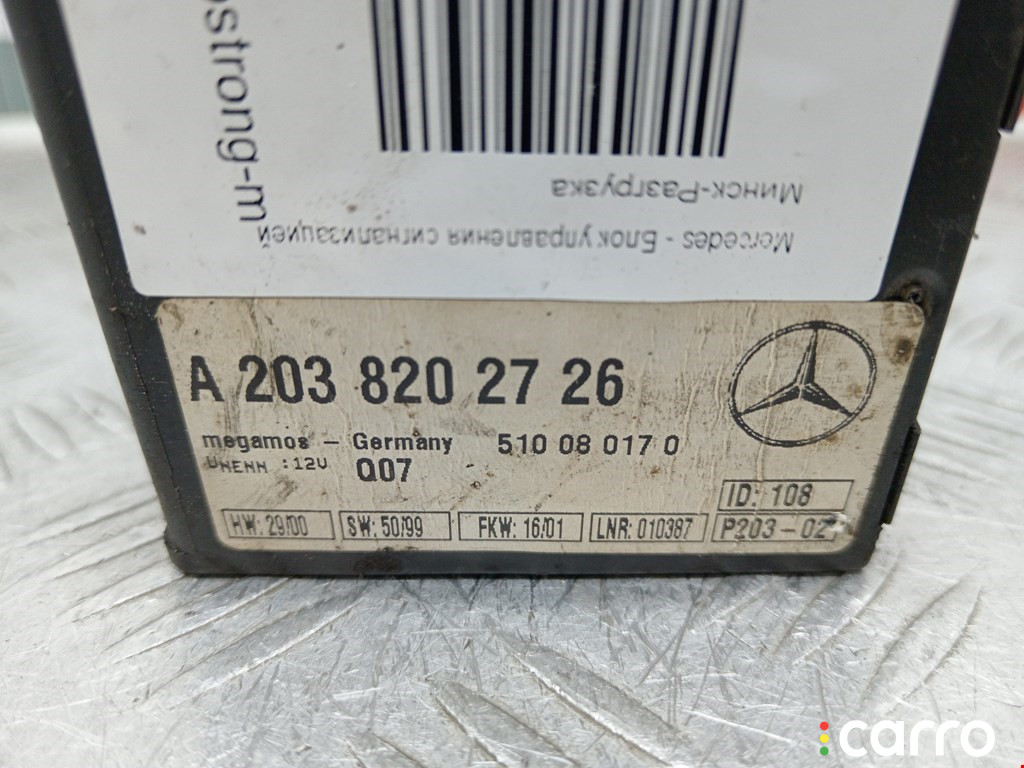 ostrong-m
Mercedes - Блок управления сигнализацией
Минск-Разгрузка
A 203 820 27 26
megamos - Germany 510 08 017 0
UNENN :12V Q07
ID: 108
HW: 29/00 SW: 50/99 FKW: 16/01 LNR: 010387 P203-02
carro